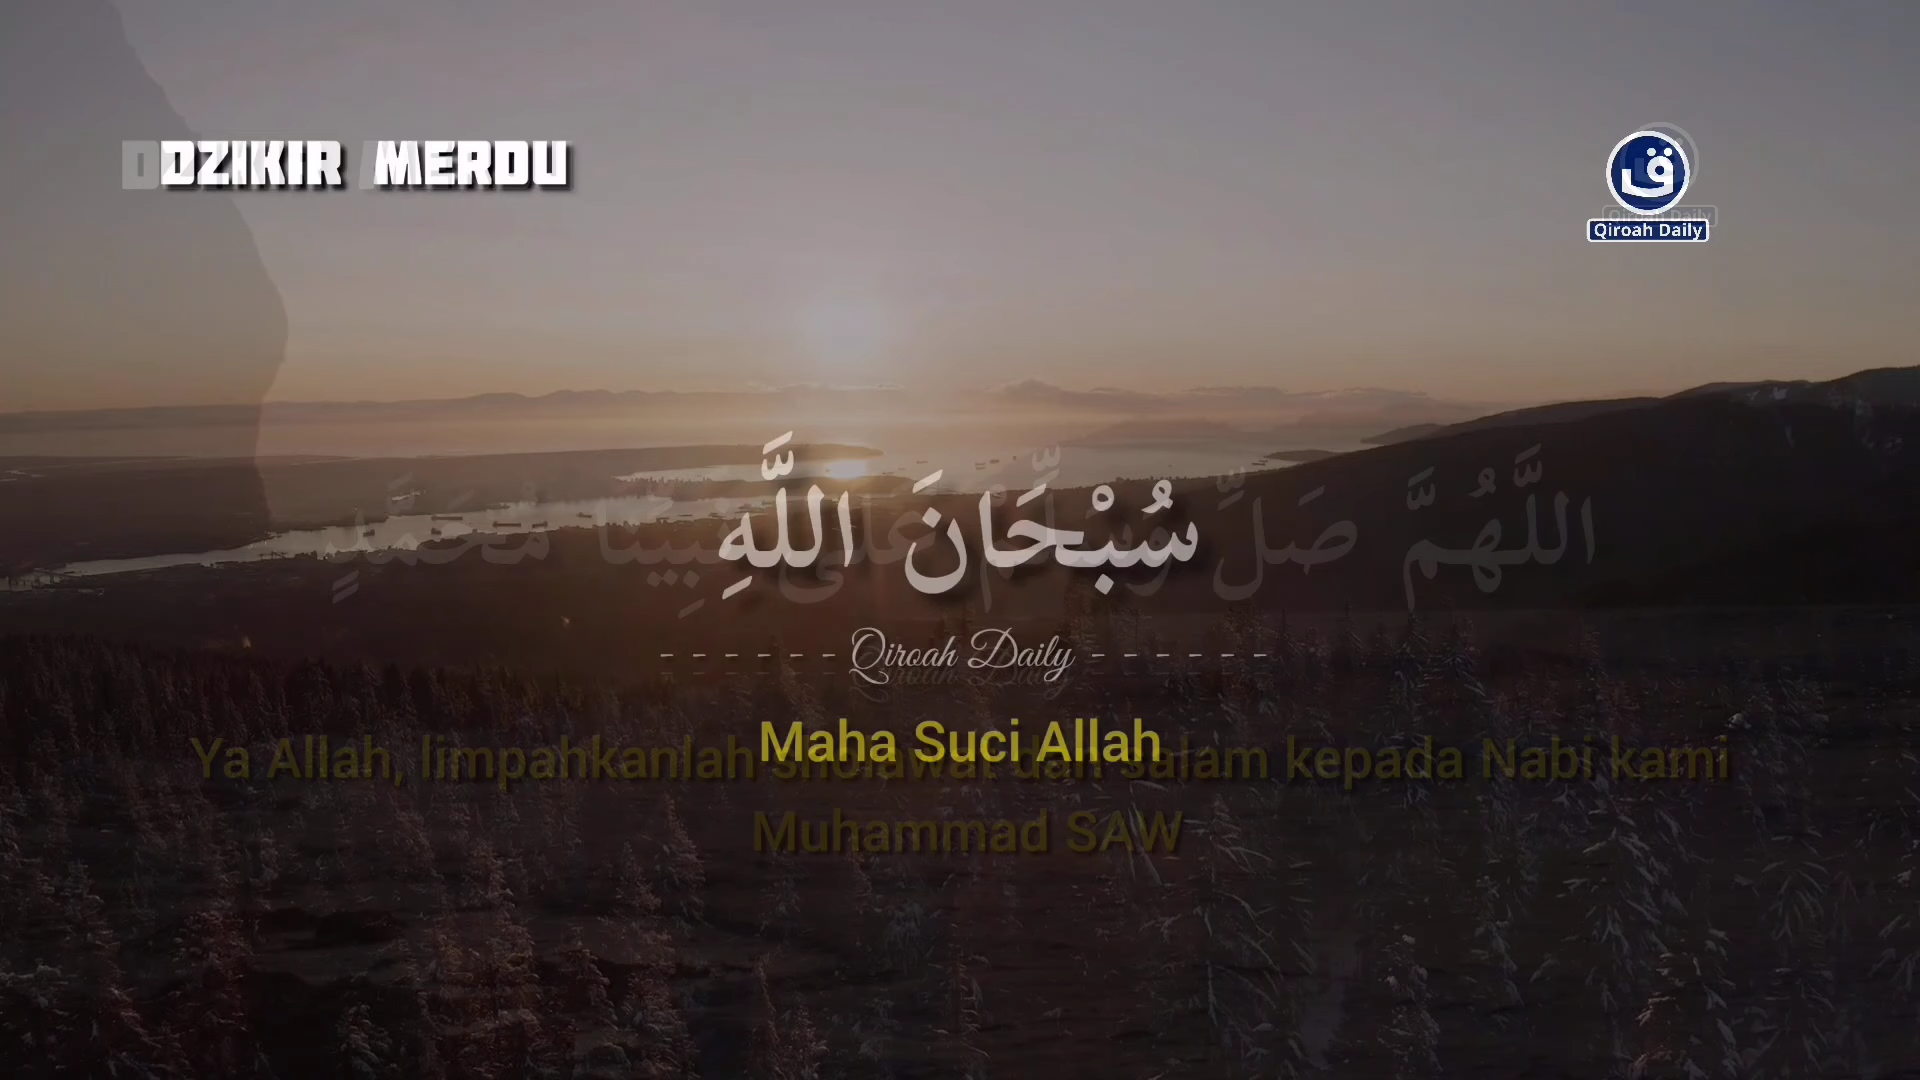 DZIKIR MERDU
Qiroah Daily
سُبْحَانَ اللَّهِ
اللَّهُمَّ صَلِّ وَسَلِّمْ عَلَى نَبِيِّنَا مُحَمَّدٍ
Qiroah Daily
Maha Suci Allah
Ya Allah, limpahkanlah sholawat dan salam kepada Nabi kami
Muhammad SAW